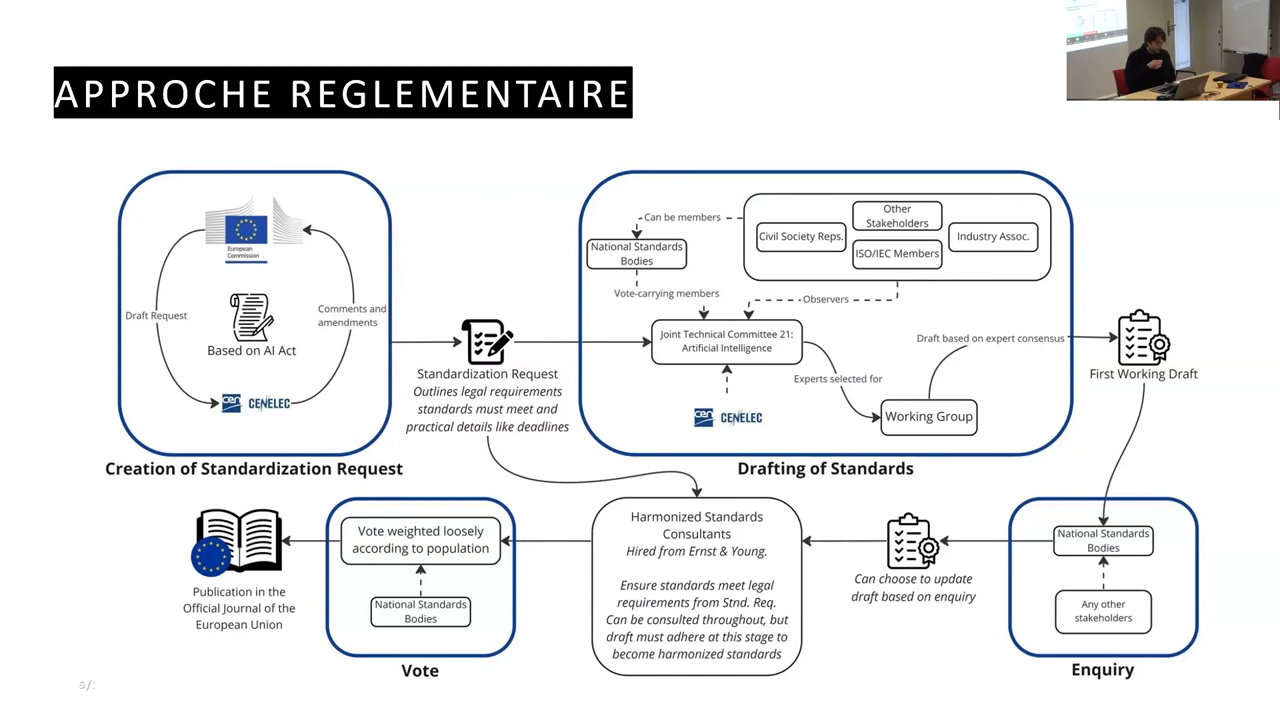 APPROCHE REGLEMENTAIRE
European
Commission
Draft Request
Comments and
amendments
Based on AI Act
cen
CENELEC
Creation of Standardization Request
Standardization Request
Outlines legal requirements
standards must meet and
practical details like deadlines
Can be members
National Standards
Bodies
Vote-carrying members
Other
Stakeholders
Civil Society Reps.
Industry Assoc.
ISO/IEC Members
Observers
Joint Technical Committee 21:
Artificial Intelligence
cen
CENELEC
Experts selected for
Working Group
Draft based on expert consensus
Drafting of Standards
First Working Draft
National Standards
Bodies
Any other
stakeholders
Enquiry
Can choose to update
draft based on enquiry
Harmonized Standards
Consultants
Hired from Ernst & Young.
Ensure standards meet legal
requirements from Stnd. Req.
Can be consulted throughout, but
draft must adhere at this stage to
become harmonized standards
Vote weighted loosely
according to population
National Standards
Bodies
Vote
Publication in the
Official Journal of the
European Union